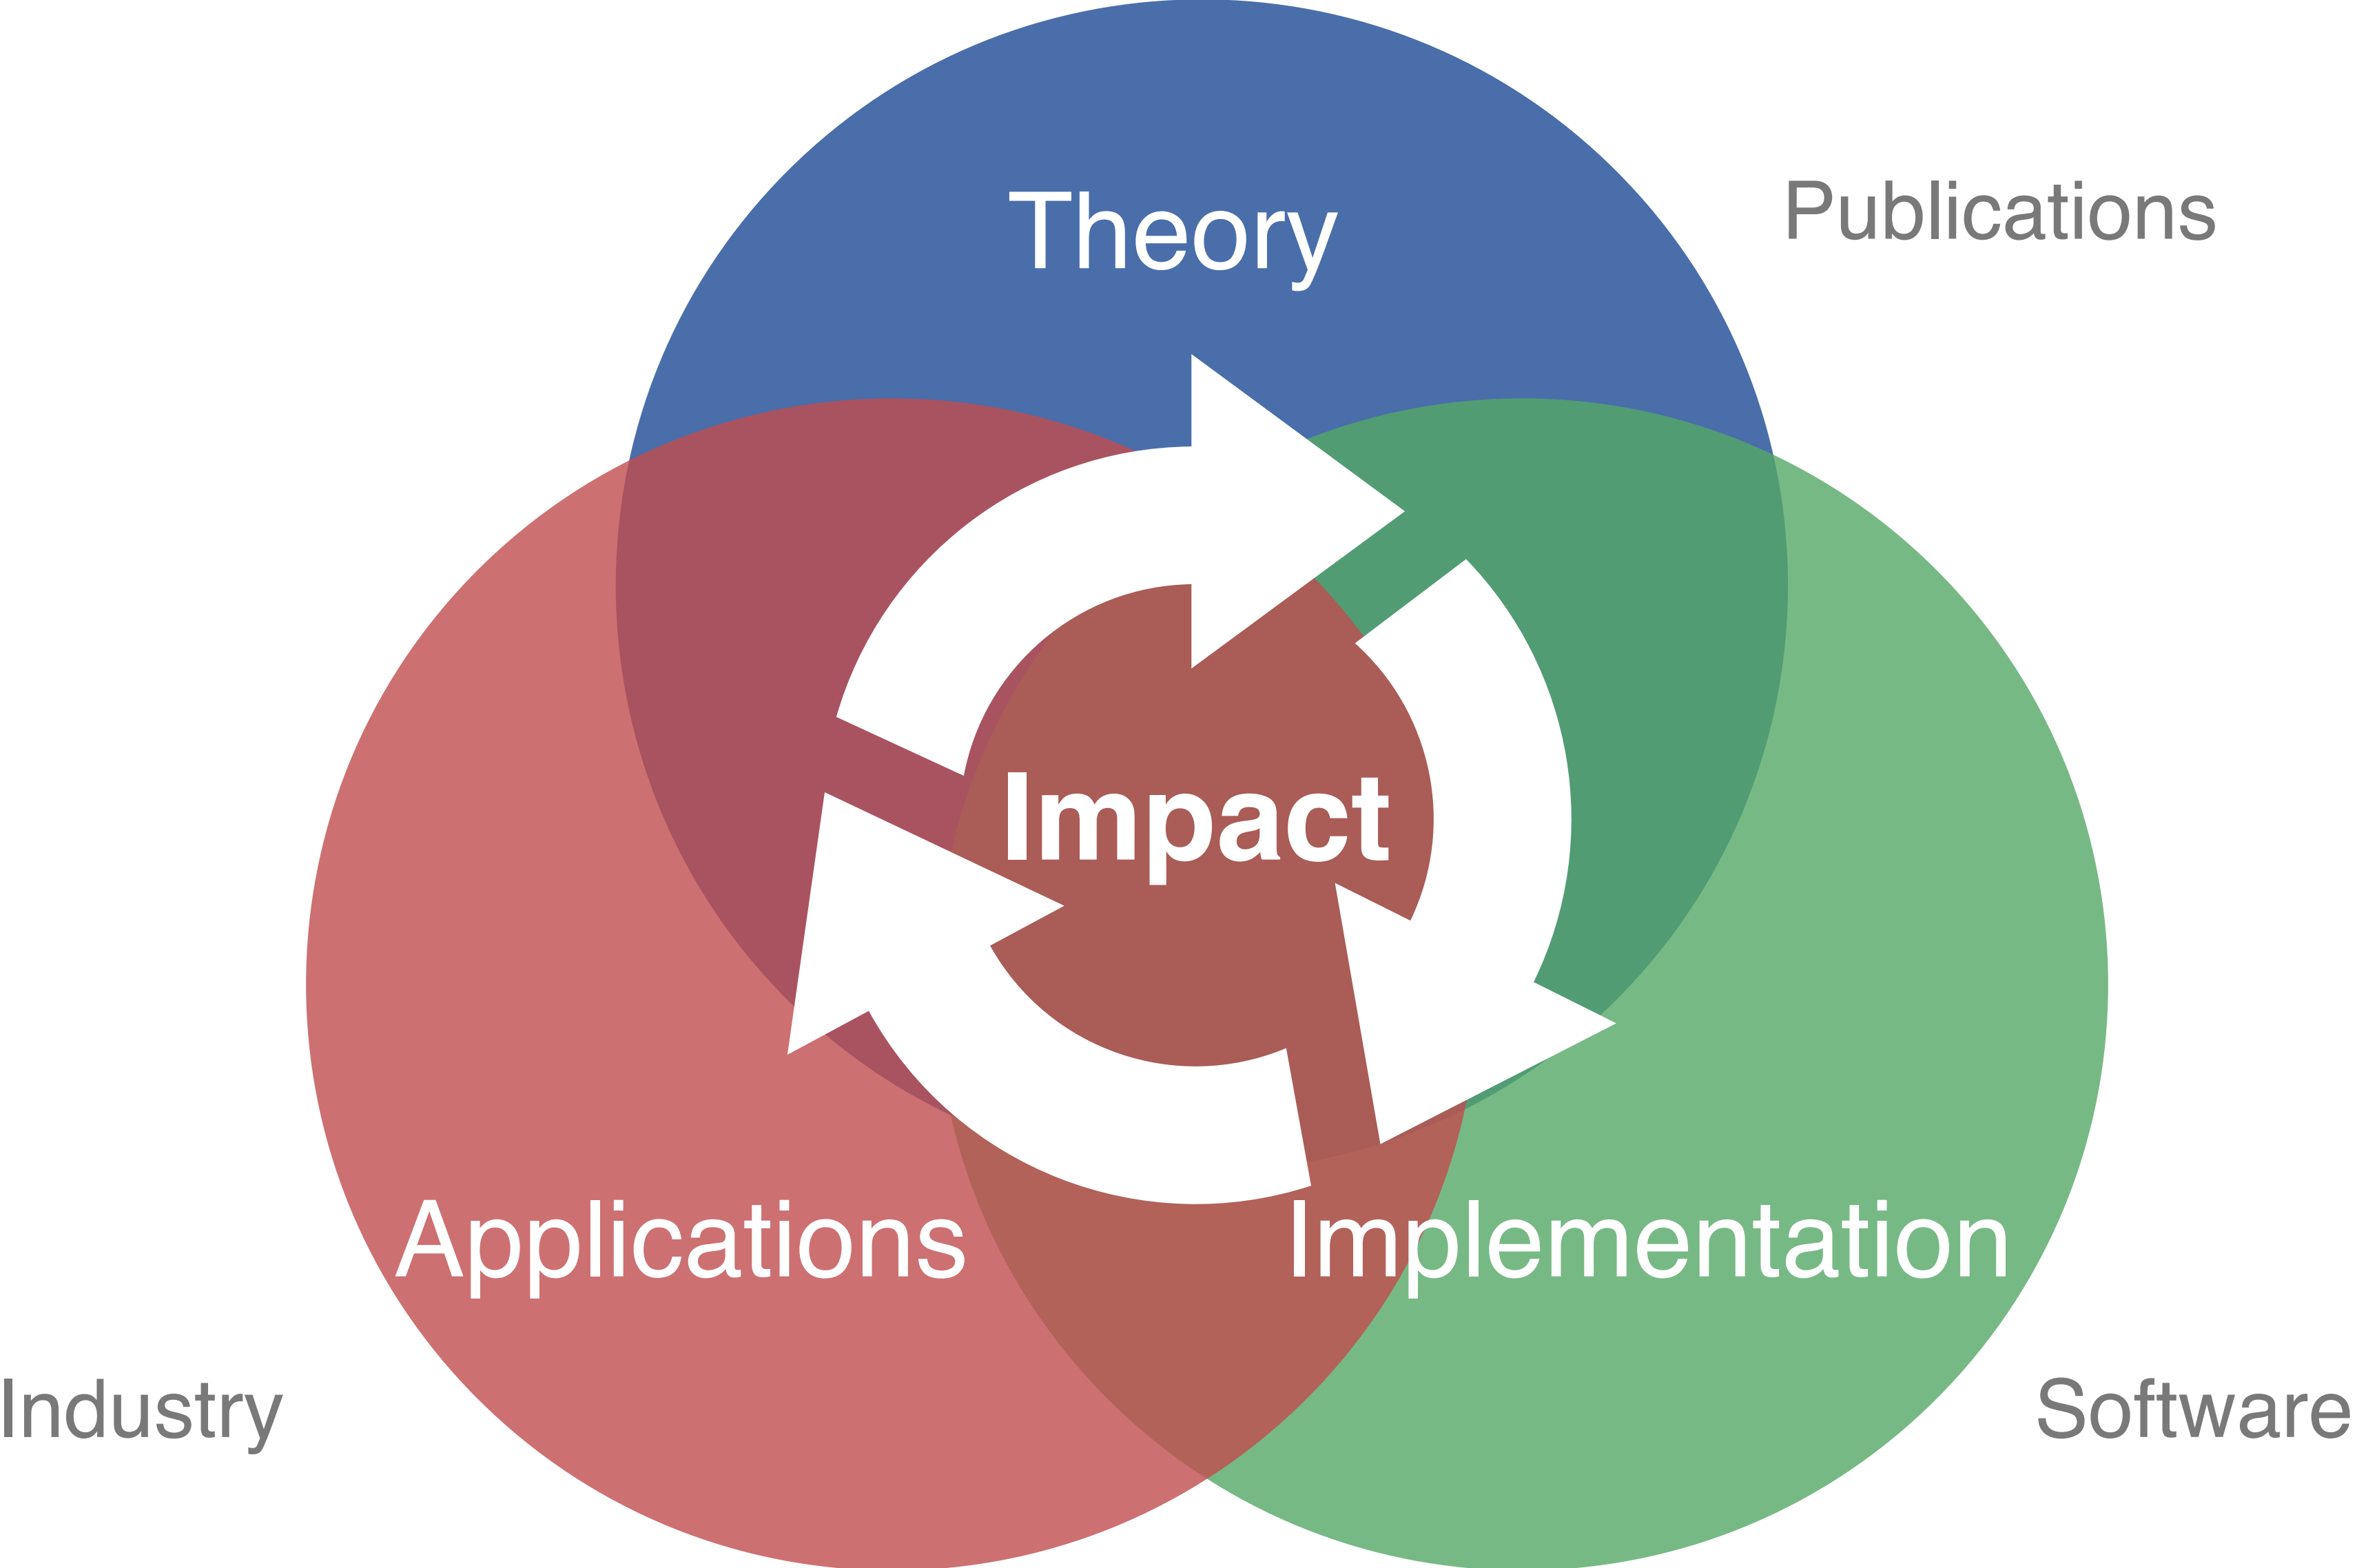 Theory
Publications
Impact
Applications
Implementation
Industry
Software